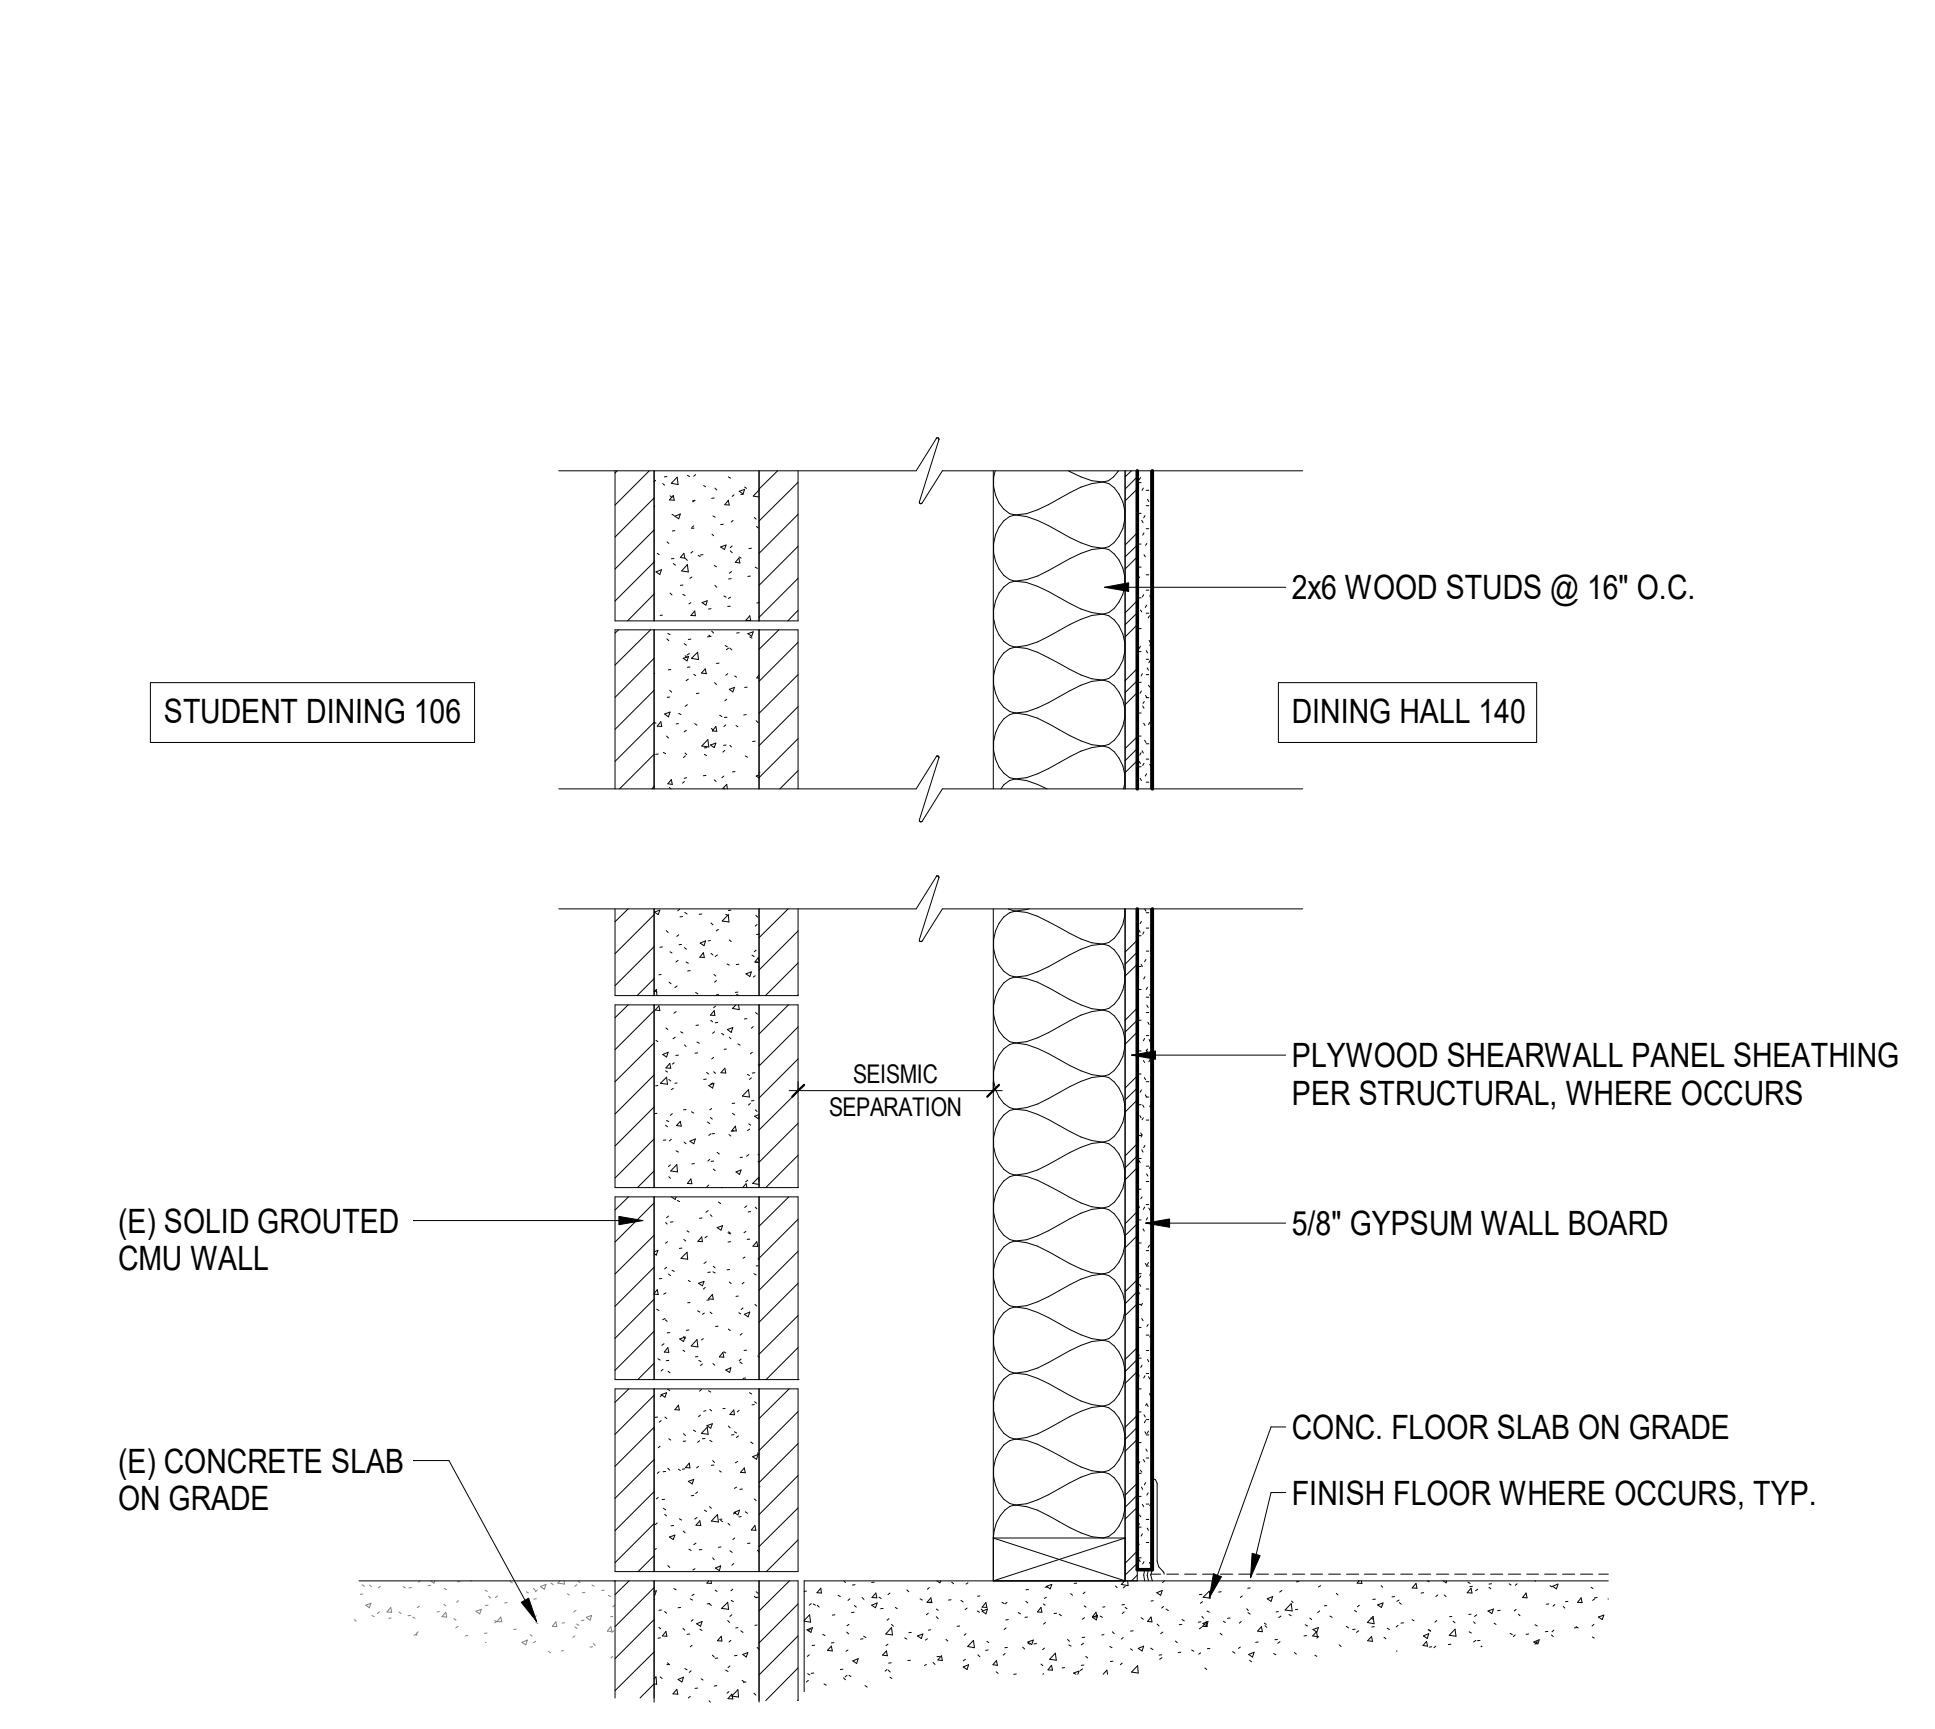 2x6 WOOD STUDS @ 16" O.C.
STUDENT DINING 106
DINING HALL 140
PLYWOOD SHEARWALL PANEL SHEATHING
PER STRUCTURAL, WHERE OCCURS
SEISMIC
SEPARATION
(E) SOLID GROUTED
CMU WALL
5/8" GYPSUM WALL BOARD
CONC. FLOOR SLAB ON GRADE
(E) CONCRETE SLAB
ON GRADE
FINISH FLOOR WHERE OCCURS, TYP.